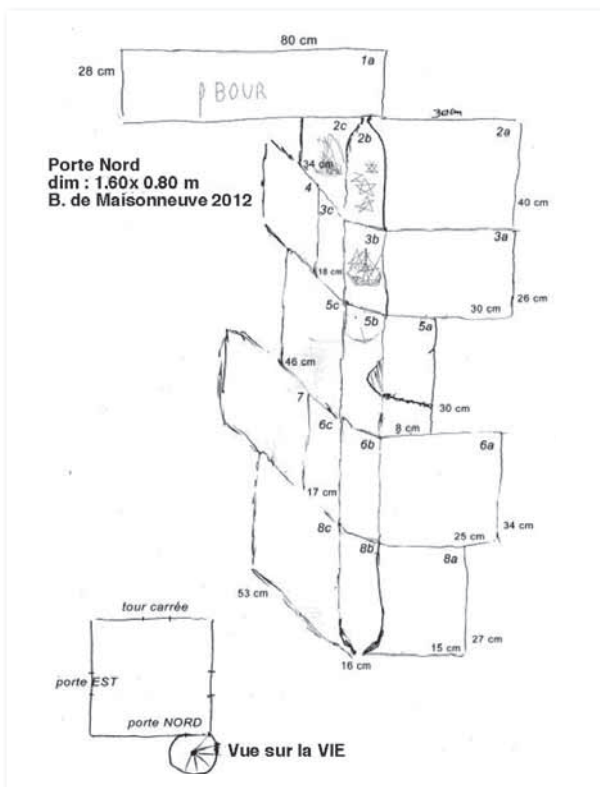 80 cm
28 cm
1a
p BOUR
30cm
2c
2b
2a
34 cm
Porte Nord
dim : 1.60x 0.80 m
B. de Maisonneuve 2012
4
3c
40 cm
3b
3a
18 cm
26 cm
5c
30 cm
5b
5a
46 cm
7
30 cm
6c
8 cm
6b
6a
17 cm
8c
25 cm
34 cm
8b
8a
53 cm
27 cm
15 cm
16 cm
tour carrée
porte EST
porte NORD
Vue sur la VIE